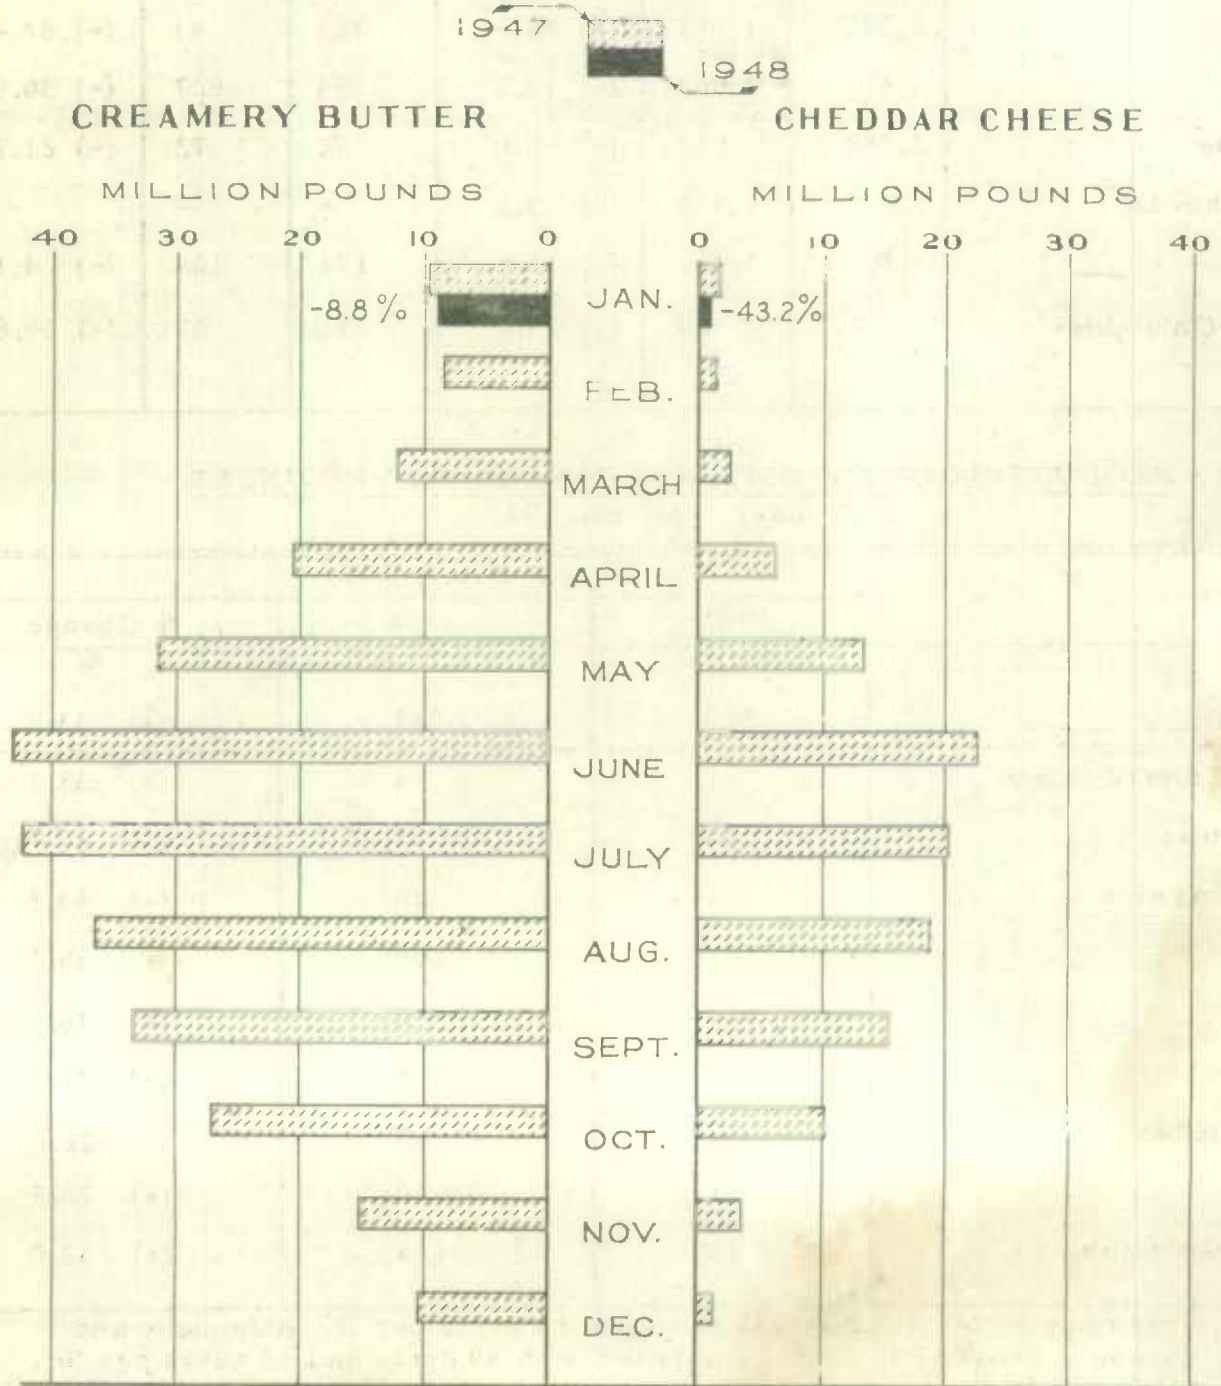 1947
1948
CREAMERY BUTTER
CHEDDAR CHEESE
MILLION POUNDS
MILLION POUNDS
40 30 20 10 0
0 10 20 30 40
JAN.
-8.8%
-43.2%
FEB.
MARCH
APRIL
MAY
JUNE
JULY
AUG.
SEPT.
OCT.
NOV.
DEC.